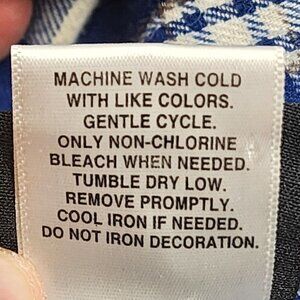 MACHINE WASH COLD
WITH LIKE COLORS.
GENTLE CYCLE.
ONLY NON-CHLORINE
BLEACH WHEN NEEDED.
TUMBLE DRY LOW.
REMOVE PROMPTLY.
COOL IRON IF NEEDED.
DO NOT IRON DECORATION.